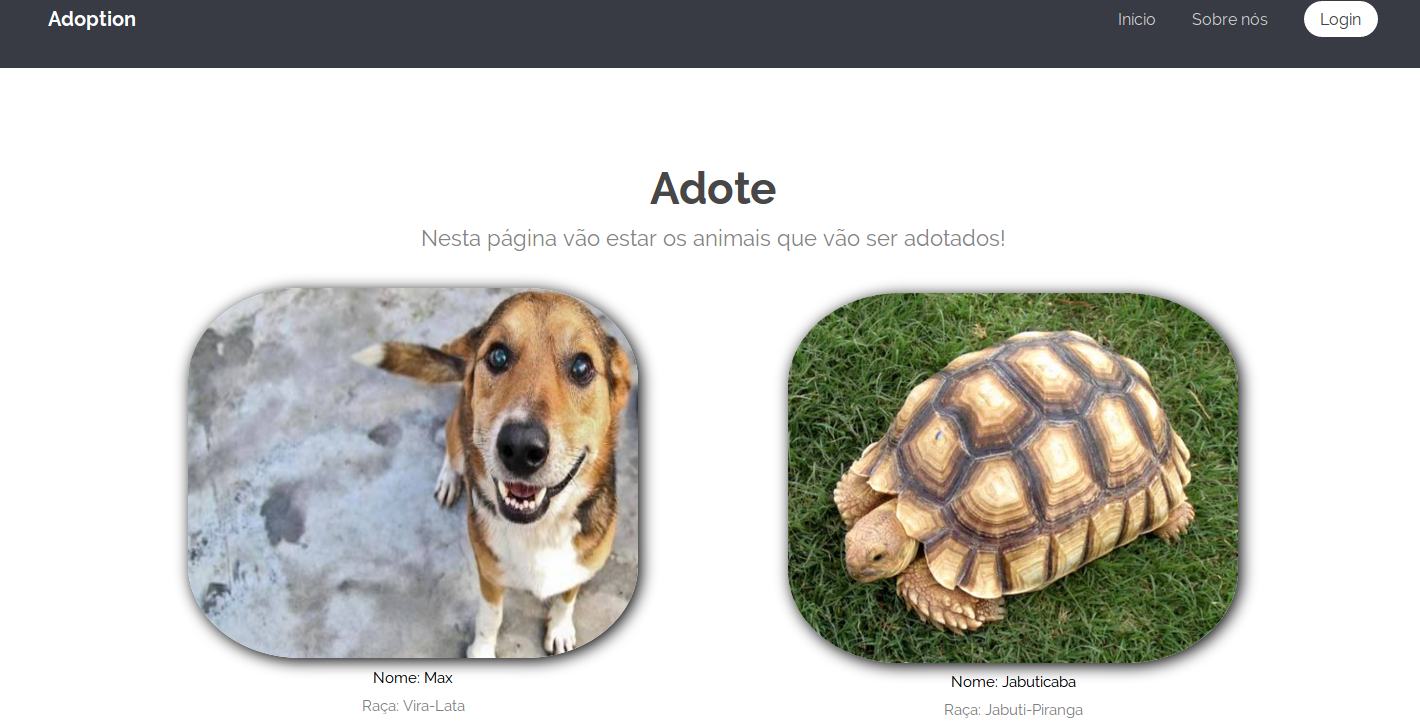 Adoption
Início
Sobre nós
Login
Adote
Nesta página vão estar os animais que vão ser adotados!
Nome: Max
Raça: Vira-Lata
Nome: Jabuticaba
Raça: Jabuti-Piranga